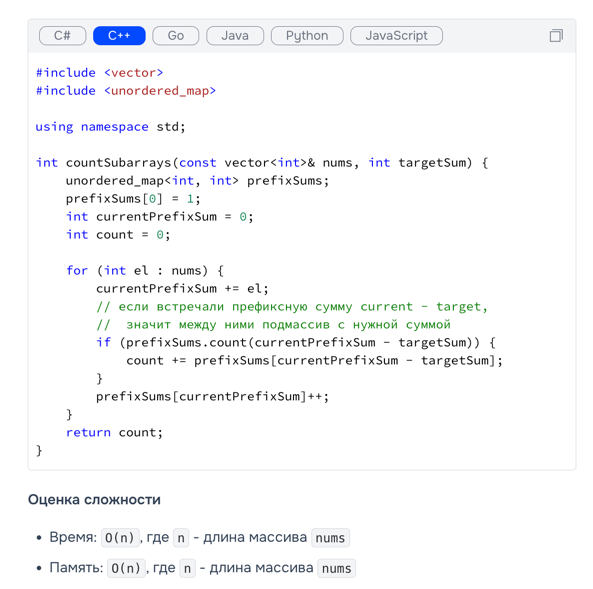 C# C++ Go Java Python JavaScript
#include <vector>
#include <unordered_map>
using namespace std;
int countSubarrays(const vector<int>& nums, int targetSum) {
    unordered_map<int, int> prefixSums;
    prefixSums[0] = 1;
    int currentPrefixSum = 0;
    int count = 0;
    for (int el : nums) {
        currentPrefixSum += el;
        // если встречали префиксную сумму current - target,
        //  значит между ними подмассив с нужной суммой
        if (prefixSums.count(currentPrefixSum - targetSum)) {
            count += prefixSums[currentPrefixSum - targetSum];
        }
        prefixSums[currentPrefixSum]++;
    }
    return count;
}
Оценка сложности
• Время: O(n), где n - длина массива nums
• Память: O(n), где n - длина массива nums